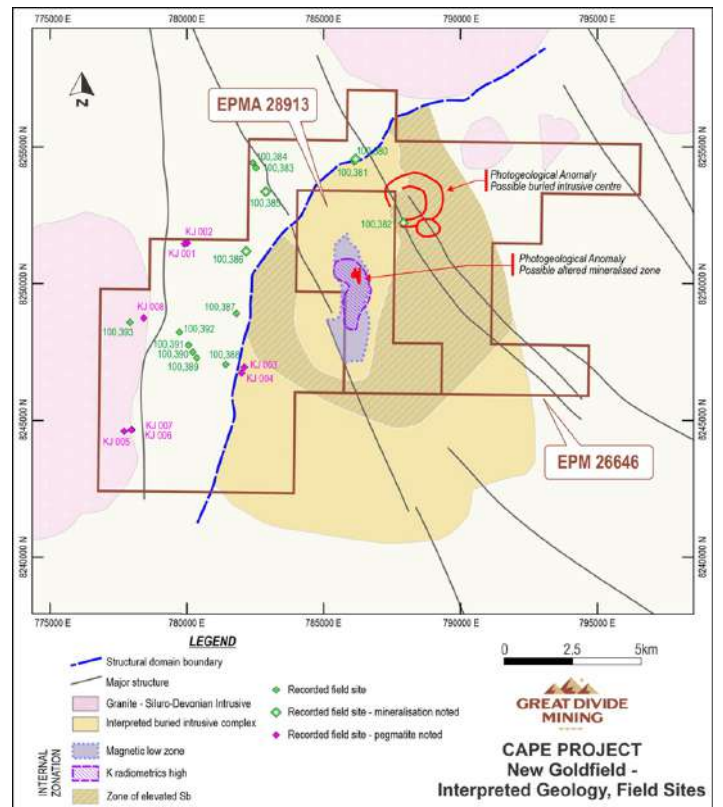 775000 E
780000 E
785000 E
790000 E
795000 E
8255000 N
8250000 N
8245000 N
8240000 N
8255000 N
8250000 N
8245000 N
8240000 N
N
EPMA 28913
100,384
100,383
100,385
100,380
100,381
Photogeological Anomaly
Possible buried intrusive centre
100,382
KJ 002
KJ 001
100,386
Photogeological Anomaly
Possible altered mineralised zone
KJ 008
100,393
100,387
100,392
100,391
100,390
100,389
100,388
KJ 003
KJ 004
KJ 007
KJ 005
KJ 006
EPM 26646
775000 E
780000 E
785000 E
790000 E
795000 E
LEGEND
Structural domain boundary
Major structure
Granite - Siluro-Devonian Intrusive
Interpreted buried intrusive complex
INTERNAL
ZONATION
Magnetic low zone
K radiometrics high
Zone of elevated Sb
Recorded field site
Recorded field site - mineralisation noted
Recorded field site - pegmatite noted
0 2.5 5km
GREAT DIVIDE
MINING
CAPE PROJECT
New Goldfield -
Interpreted Geology, Field Sites